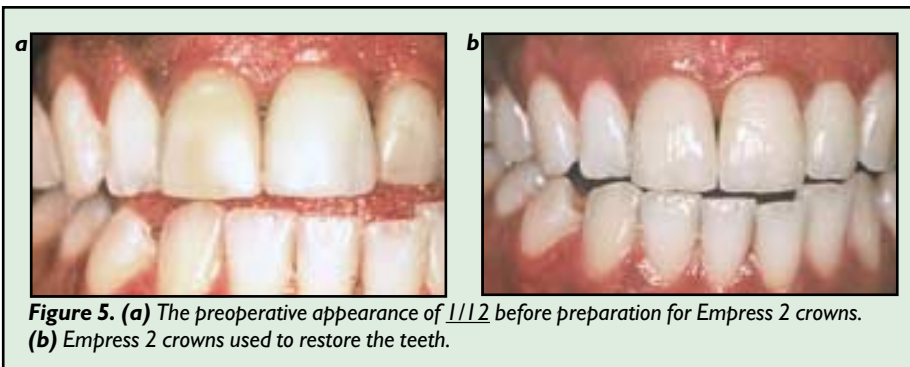 a
b
Figure 5. (a) The preoperative appearance of 1/12 before preparation for Empress 2 crowns.
(b) Empress 2 crowns used to restore the teeth.